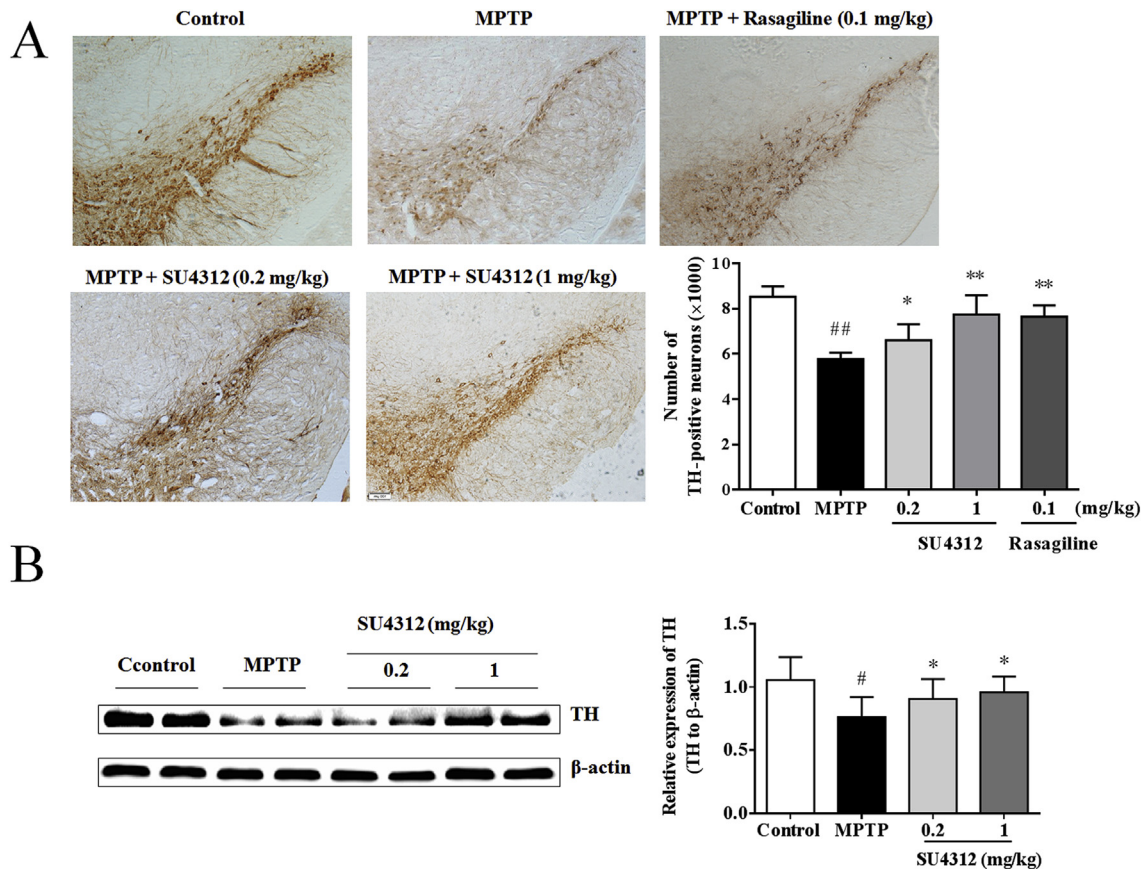 A
Control
MPTP
MPTP + Rasagiline (0.1 mg/kg)
MPTP + SU4312 (0.2 mg/kg)
MPTP + SU4312 (1 mg/kg)
Number of
TH-positive neurons (×1000)
10
8
6
4
2
0
##
*
**
**
Control
MPTP
0.2
1
0.1
(mg/kg)
SU4312
Rasagiline
B
SU4312 (mg/kg)
Ccontrol
MPTP
0.2
1
TH
β-actin
Relative expression of TH
(TH to β-actin)
1.5
1.0
0.5
0.0
#
*
*
Control
MPTP
0.2
1
SU4312 (mg/kg)